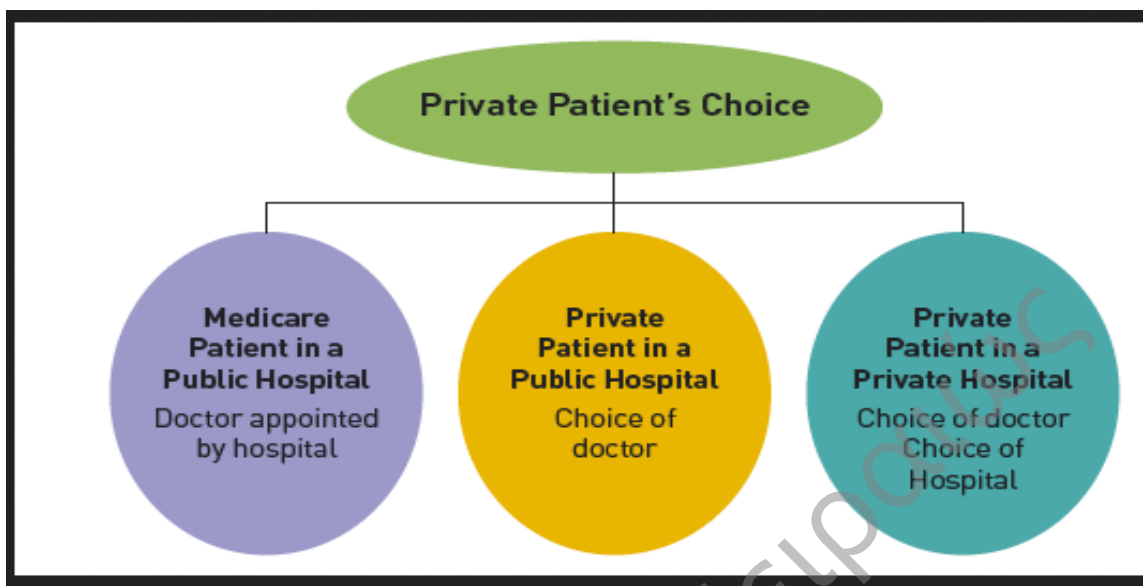 Private Patient's Choice
Medicare
Patient in a
Public Hospital
Doctor appointed
by hospital
Private
Patient in a
Public Hospital
Choice of
doctor
Private
Patient in a
Private Hospital
Choice of doctor
Choice of
Hospital